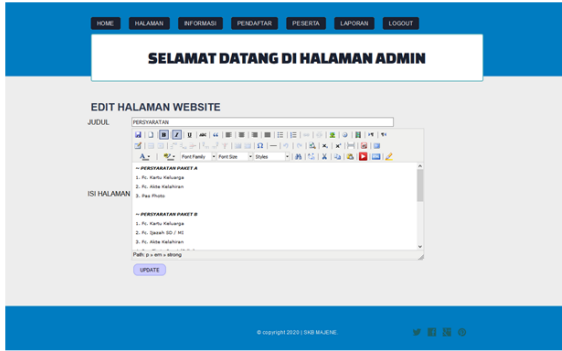 HOME HALAMAN INFORMASI PENDAFTAR PESERTA LAPORAN LOGOUT
SELAMAT DATANG DI HALAMAN ADMIN
EDIT HALAMAN WEBSITE
JUDUL PERSYARATAN
Font Family Font Size Styles
ISI HALAMAN
~ PERSYARATAN PAKET A
1. Fc. Kartu Keluarga
2. Fc. Akte Kelahiran
3. Pas Photo
~ PERSYARATAN PAKET B
1. Fc. Kartu Keluarga
2. Fc. Ijazah SD / MI
3. Fc. Akte Kelahiran
Path: p » em » strong
UPDATE
© copyright 2020 | SKB MAJENE.